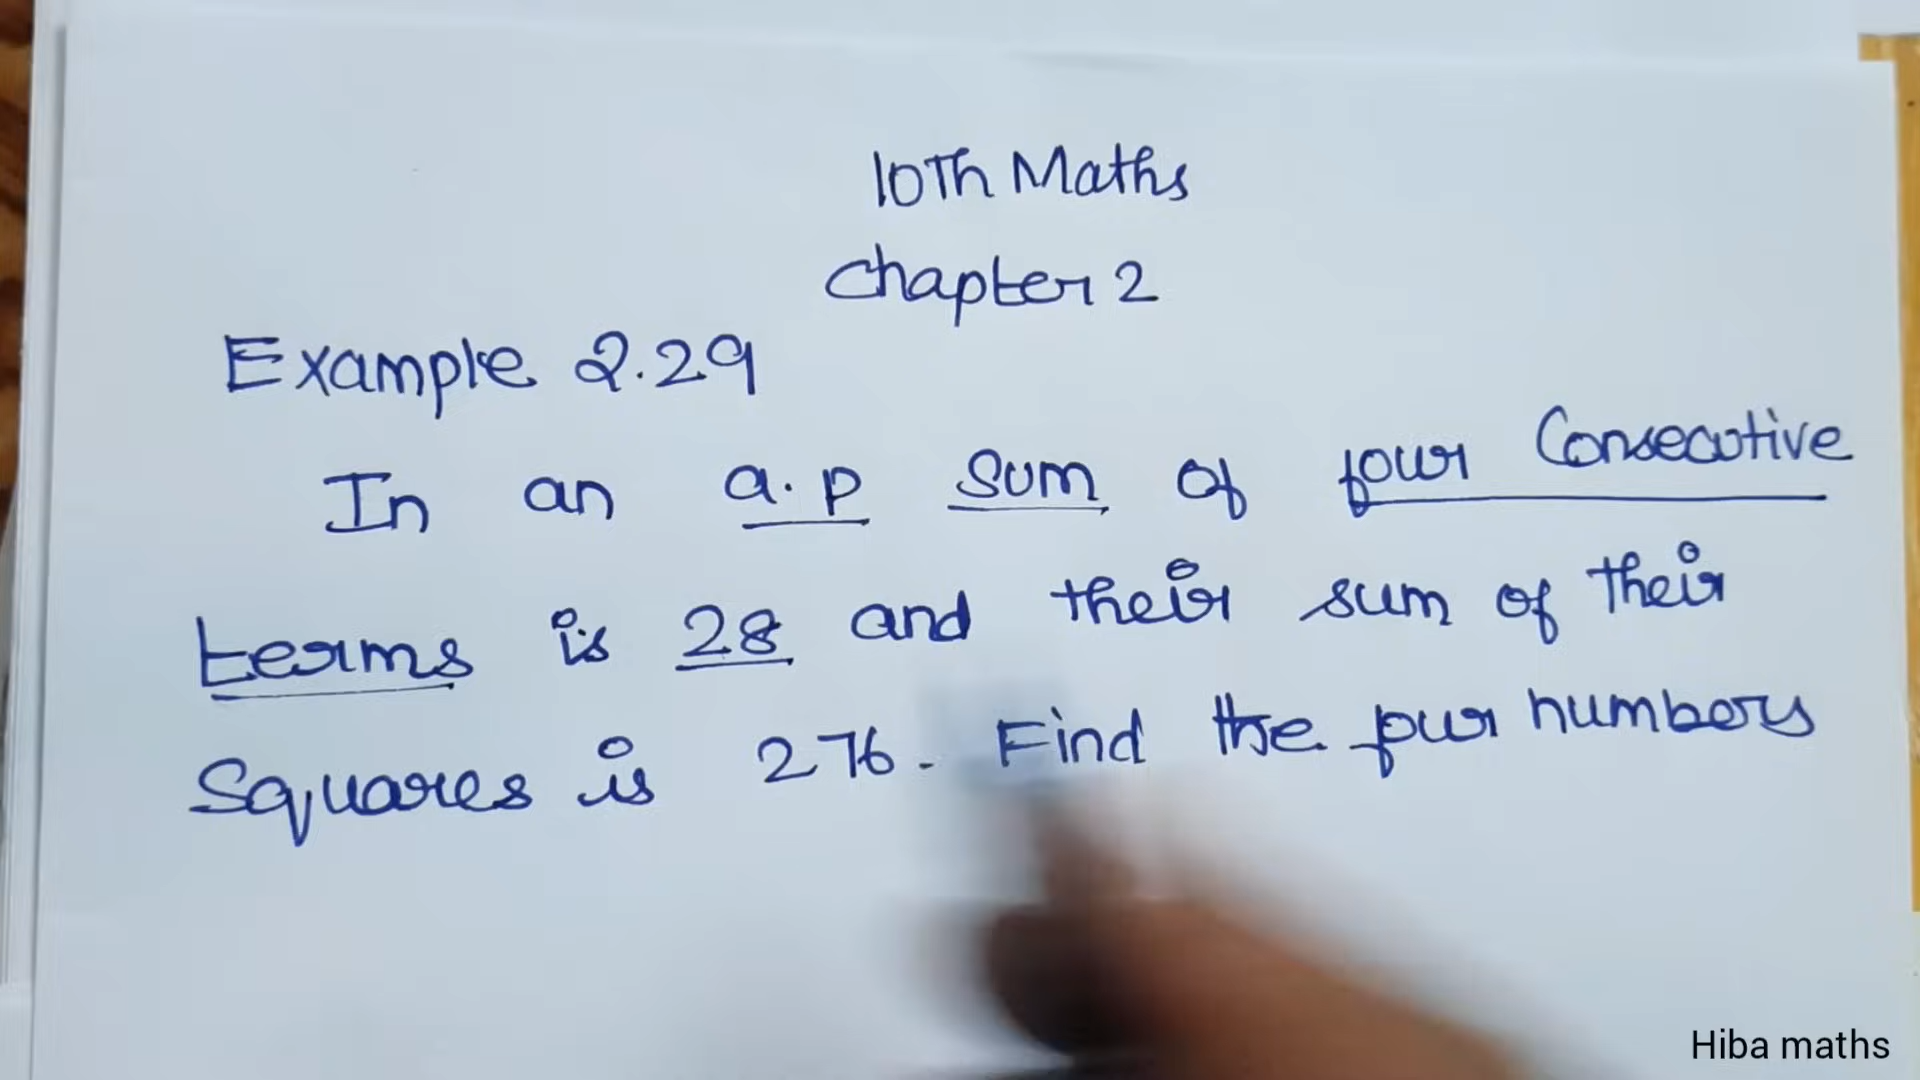 10Th Maths
Chapter 2
Example 2.29
In an a.p sum of four Consecutive
terms is 28 and their sum of their
Squares is 276. Find the four numbers
Hiba maths